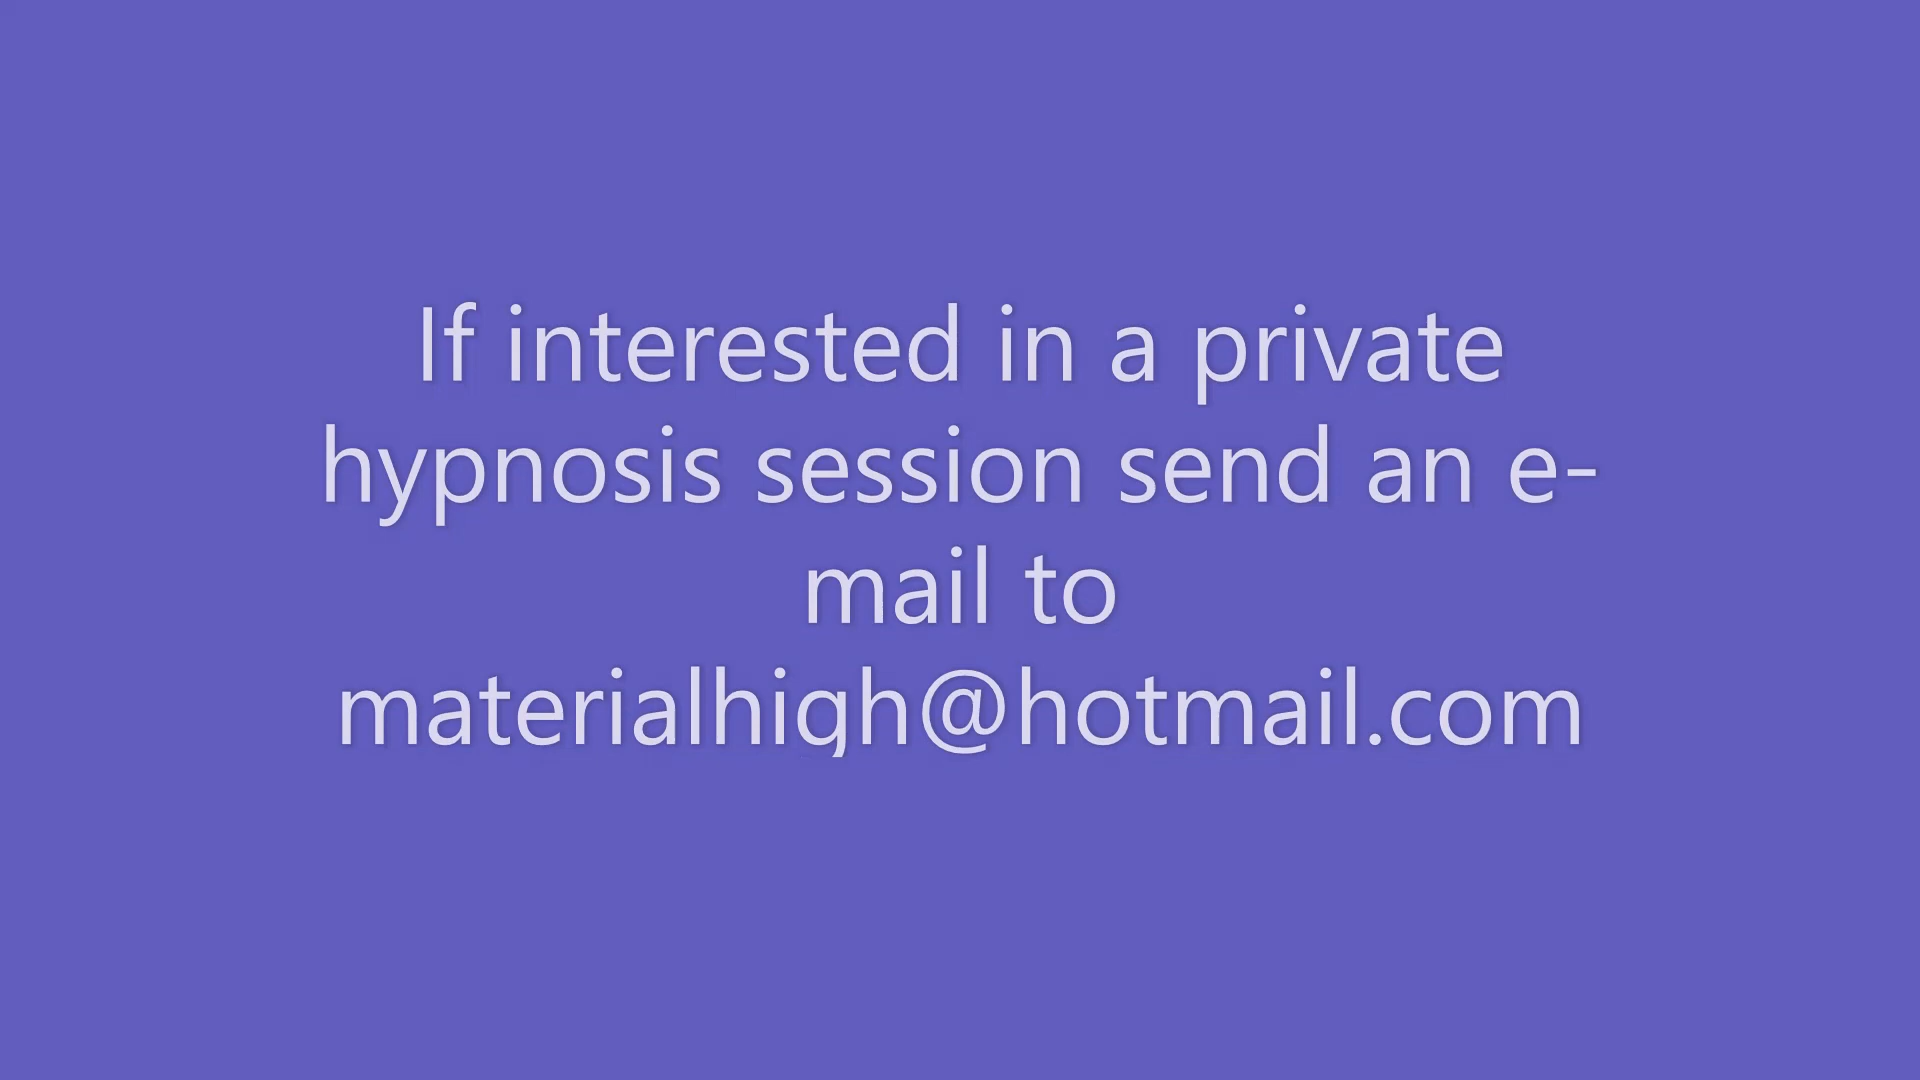 If interested in a private
hypnosis session send an e-
mail to
materialhigh@hotmail.com